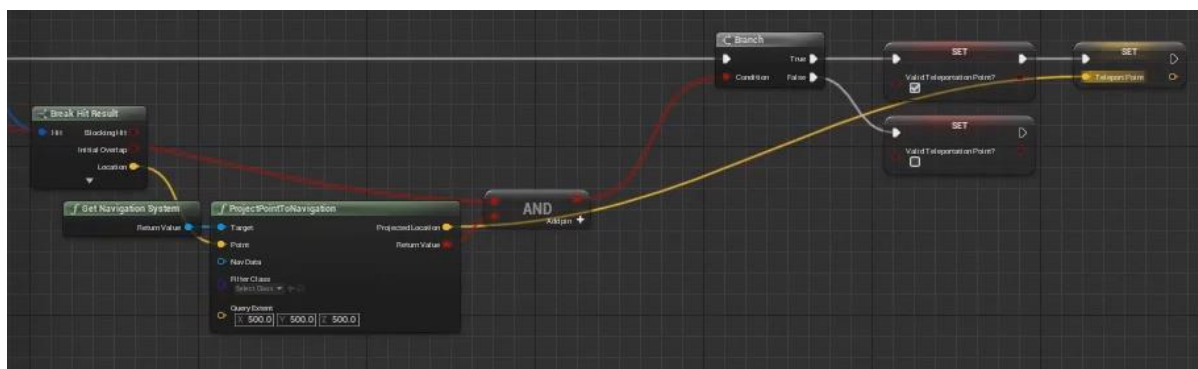 Branch
True
Condition False
SET
Valid Teleportation Point?
SET
Teleport Point
SET
Valid Teleportation Point?
Break Hit Result
Hit Blocking Hit
Initial Overlap
Location
Get Navigation System
Return Value
ProjectPointToNavigation
Target Projected Location
Point Return Value
Nav Data
Filter Class
Select Class
Query Extent
X 500.0 Y 500.0 Z 500.0
AND
Add pin +